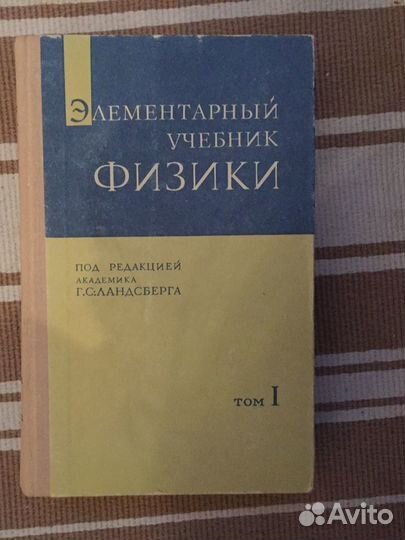 Элементарный
учебник
физики
под редакцией
академика
Г.С.Ландсберга
том I
Avito